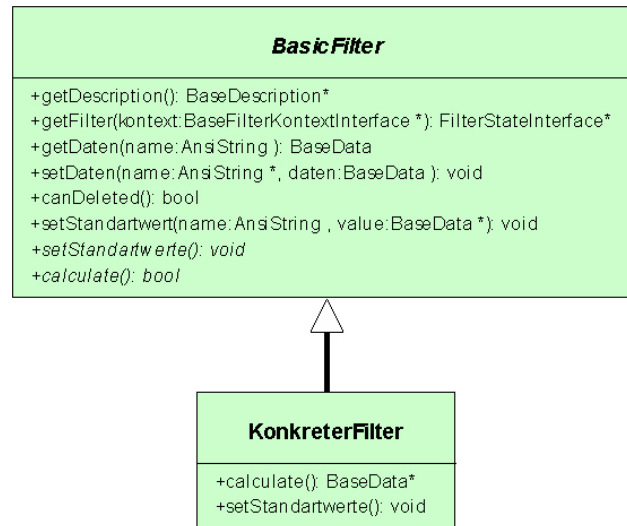 BasicFilter
+getDescription(): BaseDescription*
+getFilter(kontext:BaseFilterKontextInterface *): FilterStateInterface*
+getDaten(name:AnsiString ): BaseData
+setDaten(name:AnsiString *, daten:BaseData ): void
+canDeleted(): bool
+setStandartwert(name:AnsiString , value:BaseData *): void
+setStandartwerte(): void
+calculate(): bool
KonkreterFilter
+calculate(): BaseData*
+setStandartwerte(): void